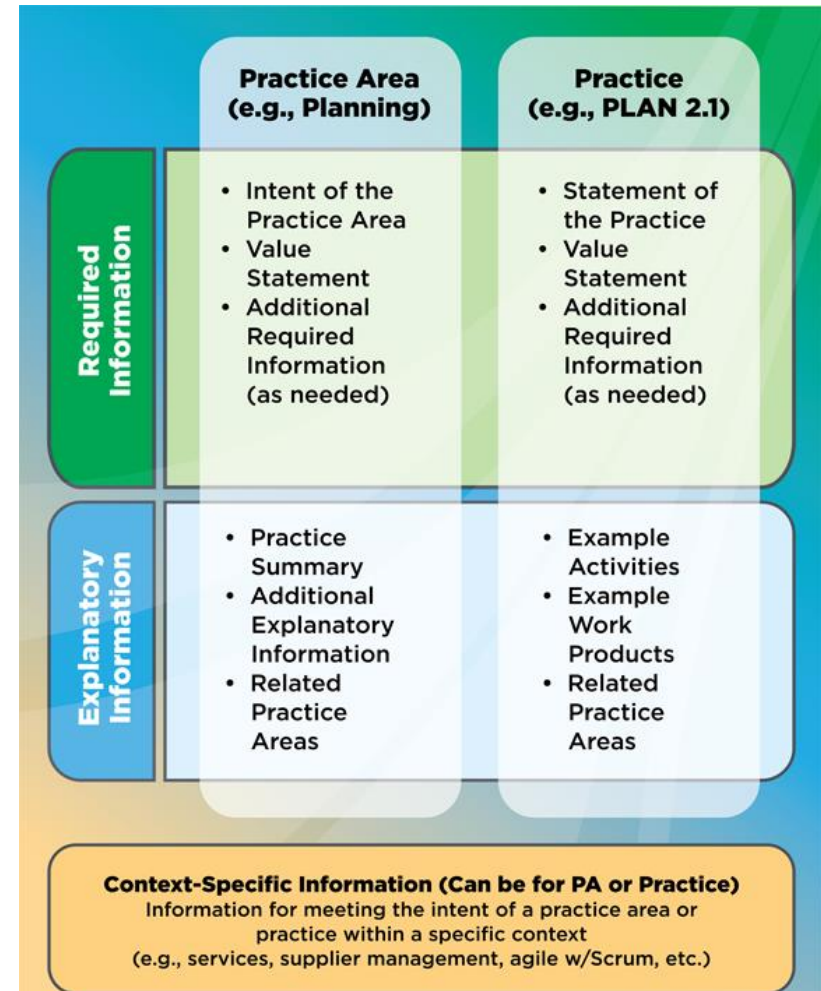 Practice Area
(e.g., Planning)
Practice
(e.g., PLAN 2.1)
Required
Information
• Intent of the
Practice Area
• Value
Statement
• Additional
Required
Information
(as needed)
• Statement of
the Practice
• Value
Statement
• Additional
Required
Information
(as needed)
Explanatory
Information
• Practice
Summary
• Additional
Explanatory
Information
• Related
Practice
Areas
• Example
Activities
• Example
Work
Products
• Related
Practice
Areas
Context-Specific Information (Can be for PA or Practice)
Information for meeting the intent of a practice area or
practice within a specific context
(e.g., services, supplier management, agile w/Scrum, etc.)